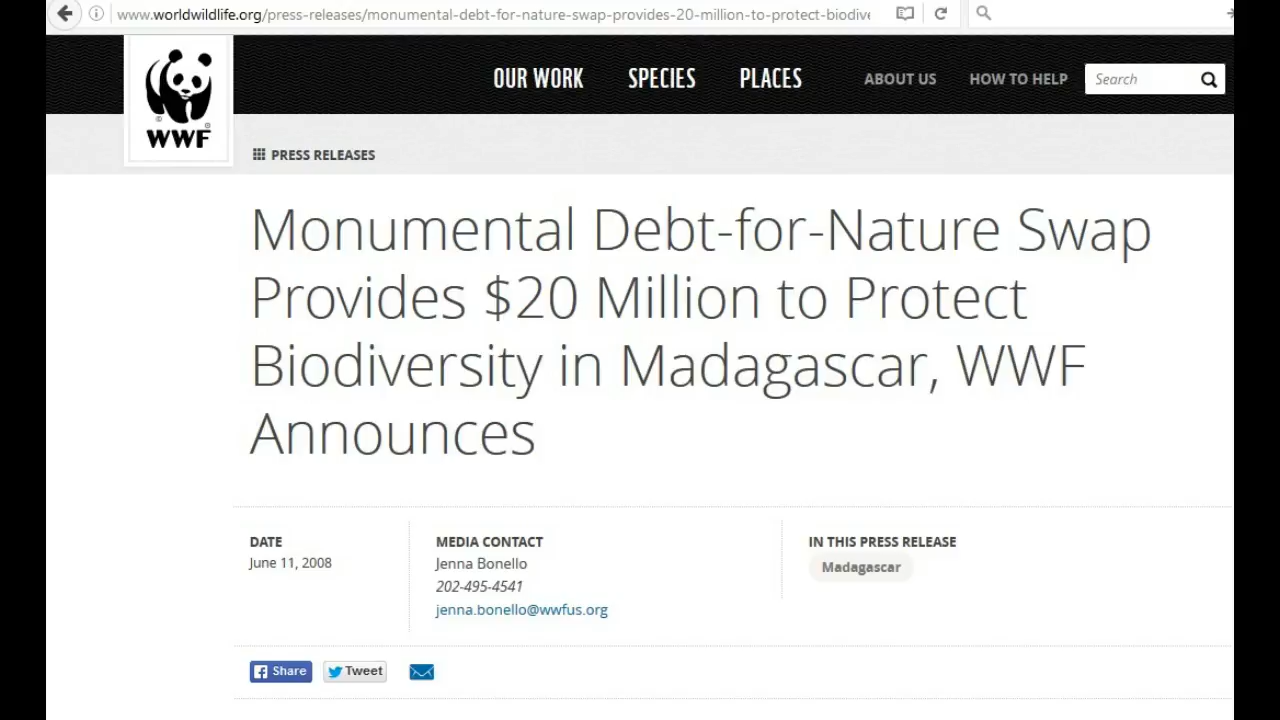 www.worldwildlife.org/press-releases/monumental-debt-for-nature-swap-provides-20-million-to-protect-biodive
OUR WORK SPECIES PLACES ABOUT US HOW TO HELP Search
WWF
PRESS RELEASES
Monumental Debt-for-Nature Swap
Provides $20 Million to Protect
Biodiversity in Madagascar, WWF
Announces
DATE MEDIA CONTACT IN THIS PRESS RELEASE
June 11, 2008 Jenna Bonello Madagascar
202-495-4541
jenna.bonello@wwfus.org
Share Tweet